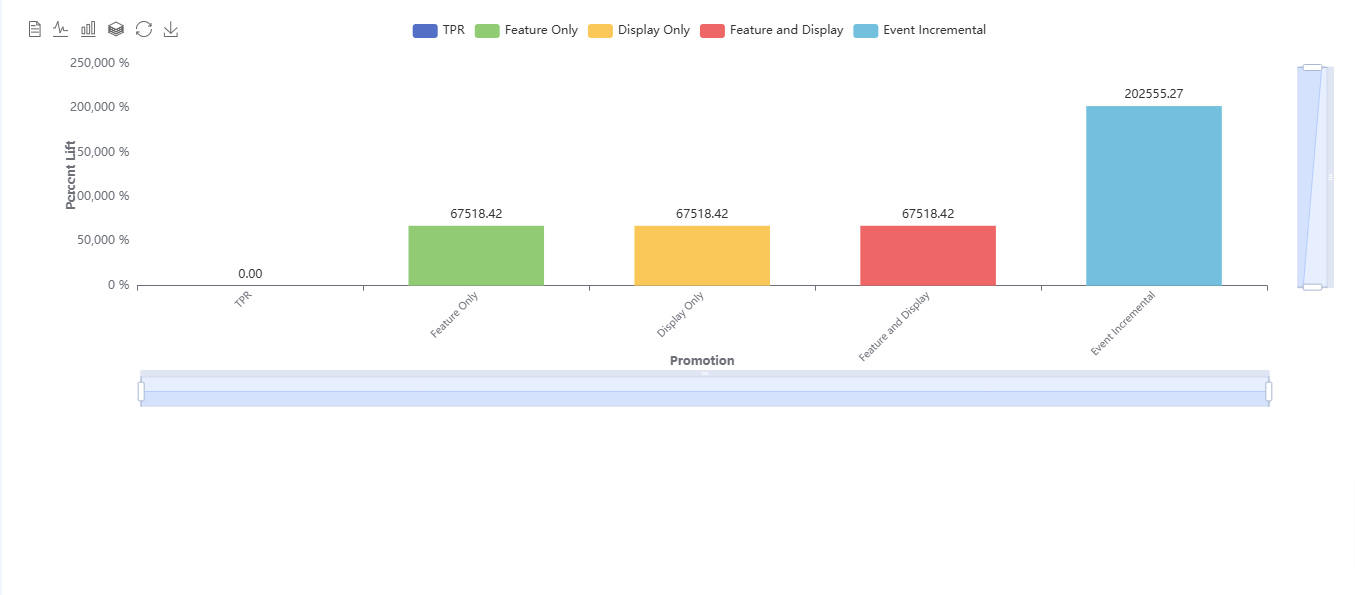 TPR Feature Only Display Only Feature and Display Event Incremental
250,000 %
200,000 %
150,000 %
100,000 %
50,000 %
0 %
Percent Lift
0.00
67518.42
67518.42
67518.42
202555.27
TPR
Feature Only
Display Only
Feature and Display
Event Incremental
Promotion